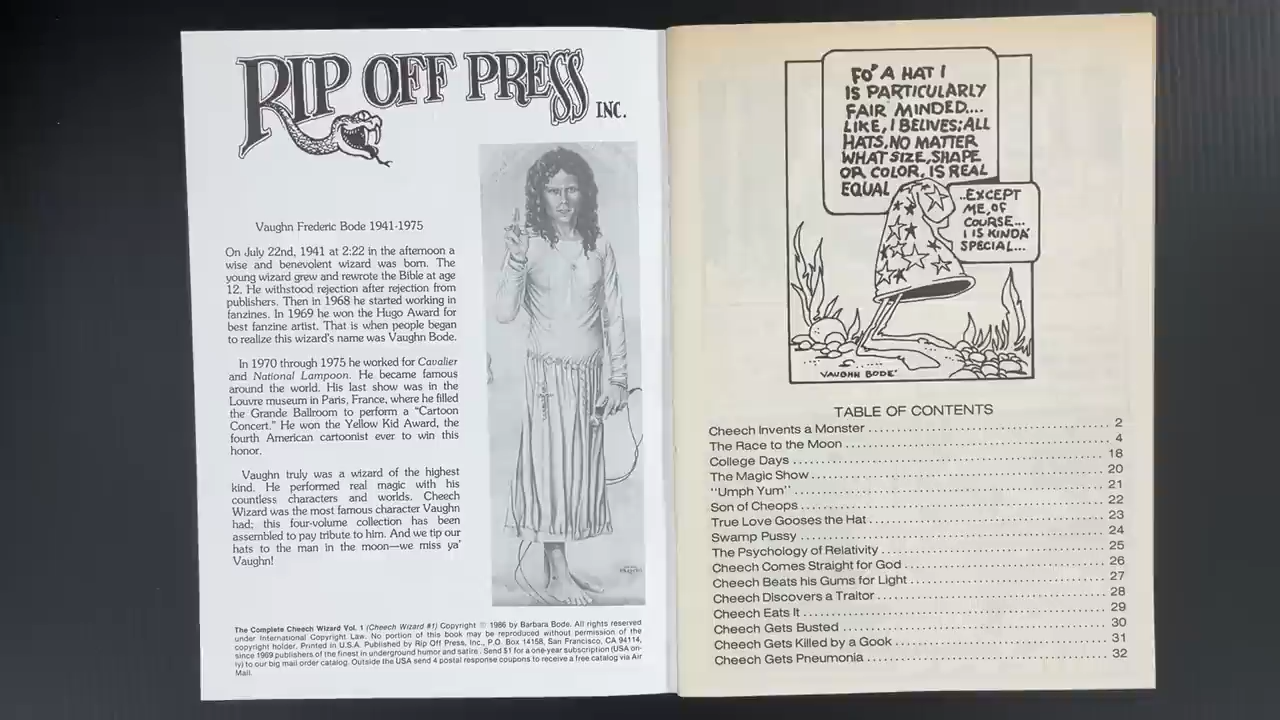 RIP OFF PRESS INC.
Vaughn Frederic Bode 1941-1975
On July 22nd, 1941 at 2:22 in the afternoon a
wise and benevolent wizard was born. The
young wizard grew and rewrote the Bible at age
12. He withstood rejection after rejection from
publishers. Then in 1968 he started working in
fanzines. In 1969 he won the Hugo Award for
best fanzine artist. That is when people began
to realize this wizard's name was Vaughn Bode.
In 1970 through 1975 he worked for Cavalier
and National Lampoon. He became famous
around the world. His last show was in the
Louvre museum in Paris, France, where he filled
the Grande Ballroom to perform a "Cartoon
Concert." He won the Yellow Kid Award, the
fourth American cartoonist ever to win this
honor.
Vaughn truly was a wizard of the highest
kind. He performed real magic with his
countless characters and worlds. Cheech
Wizard was the most famous character Vaughn
had; this four-volume collection has been
assembled to pay tribute to him. And we tip our
hats to the man in the moon—we miss ya'
Vaughn!
The Complete Cheech Wizard Vol. 1 (Cheech Wizard #1) Copyright © 1986 by Barbara Bode. All rights reserved
under International Copyright Law. No portion of this book may be reproduced without permission of the
copyright holder. Printed in U.S.A. Published by Rip Off Press, Inc., P.O. Box 14158, San Francisco, CA 94114,
since 1969 publishers of the finest in underground humor and satire. Send $1 for a one-year subscription (USA on-
ly) to our big mail order catalog. Outside the USA send 4 postal response coupons to receive a free catalog via Air
Mail.
FO' A HAT I
IS PARTICULARLY
FAIR MINDED....
LIKE, I BELIVES; ALL
HATS, NO MATTER
WHAT SIZE, SHAPE
OR COLOR, IS REAL
EQUAL
..EXCEPT
ME, OF
COURSE...
I IS KINDA
SPECIAL...
VAUGHN BODE'
TABLE OF CONTENTS
Cheech Invents a Monster 2
The Race to the Moon 4
College Days 18
The Magic Show 20
"Umph Yum" 21
Son of Cheops 22
True Love Gooses the Hat 23
Swamp Pussy 24
The Psychology of Relativity 25
Cheech Comes Straight for God 26
Cheech Beats his Gums for Light 27
Cheech Discovers a Traitor 28
Cheech Eats It 29
Cheech Gets Busted 30
Cheech Gets Killed by a Gook 31
Cheech Gets Pneumonia 32